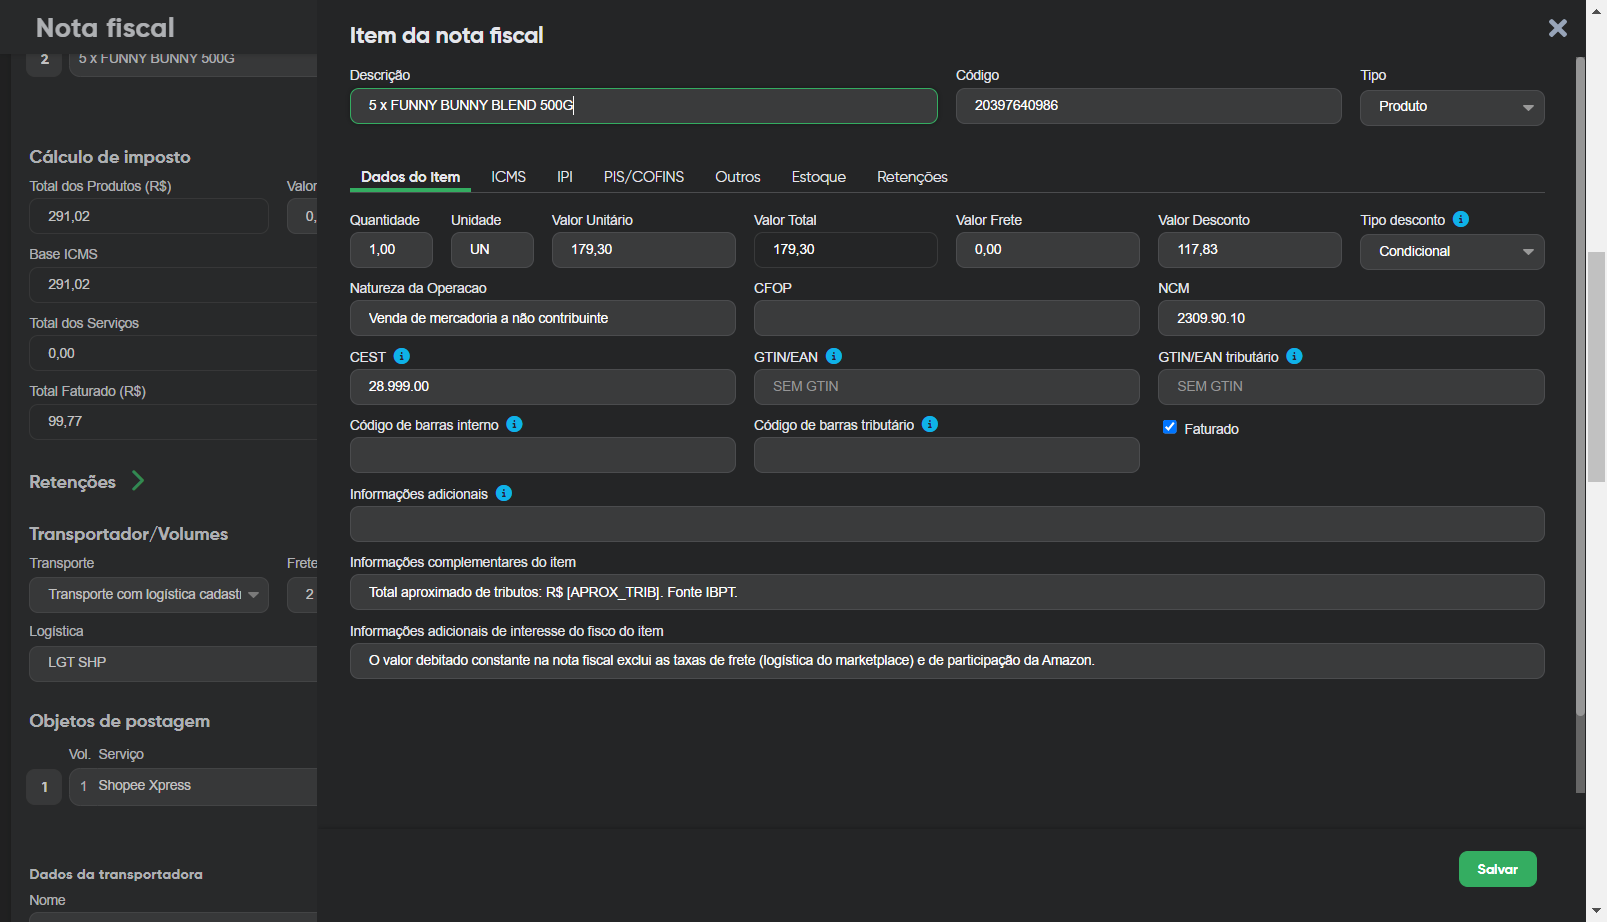 Nota fiscal
2
5 x FUNNY BUNNY 500G
Cálculo de imposto
Total dos Produtos (R$)
Valor
291,02
0,
Base ICMS
291,02
Total dos Serviços
0,00
Total Faturado (R$)
99,77
Retenções
Transportador/Volumes
Transporte
Frete
Transporte com logística cadast
2
Logística
LGT SHP
Objetos de postagem
Vol. Serviço
1
1 Shopee Xpress
Dados da transportadora
Nome
Item da nota fiscal
Descrição
Código
Tipo
5 x FUNNY BUNNY BLEND 500G
20397640986
Produto
Dados do Item
ICMS
IPI
PIS/COFINS
Outros
Estoque
Retenções
Quantidade
Unidade
Valor Unitário
Valor Total
Valor Frete
Valor Desconto
Tipo desconto
1,00
UN
179,30
179,30
0,00
117,83
Condicional
Natureza da Operacao
CFOP
NCM
Venda de mercadoria a não contribuinte
2309.90.10
CEST
GTIN/EAN
GTIN/EAN tributário
28.999.00
SEM GTIN
SEM GTIN
Código de barras interno
Código de barras tributário
Faturado
Informações adicionais
Informações complementares do item
Total aproximado de tributos: R$ [APROX_TRIB]. Fonte IBPT.
Informações adicionais de interesse do fisco do item
O valor debitado constante na nota fiscal exclui as taxas de frete (logística do marketplace) e de participação da Amazon.
Salvar